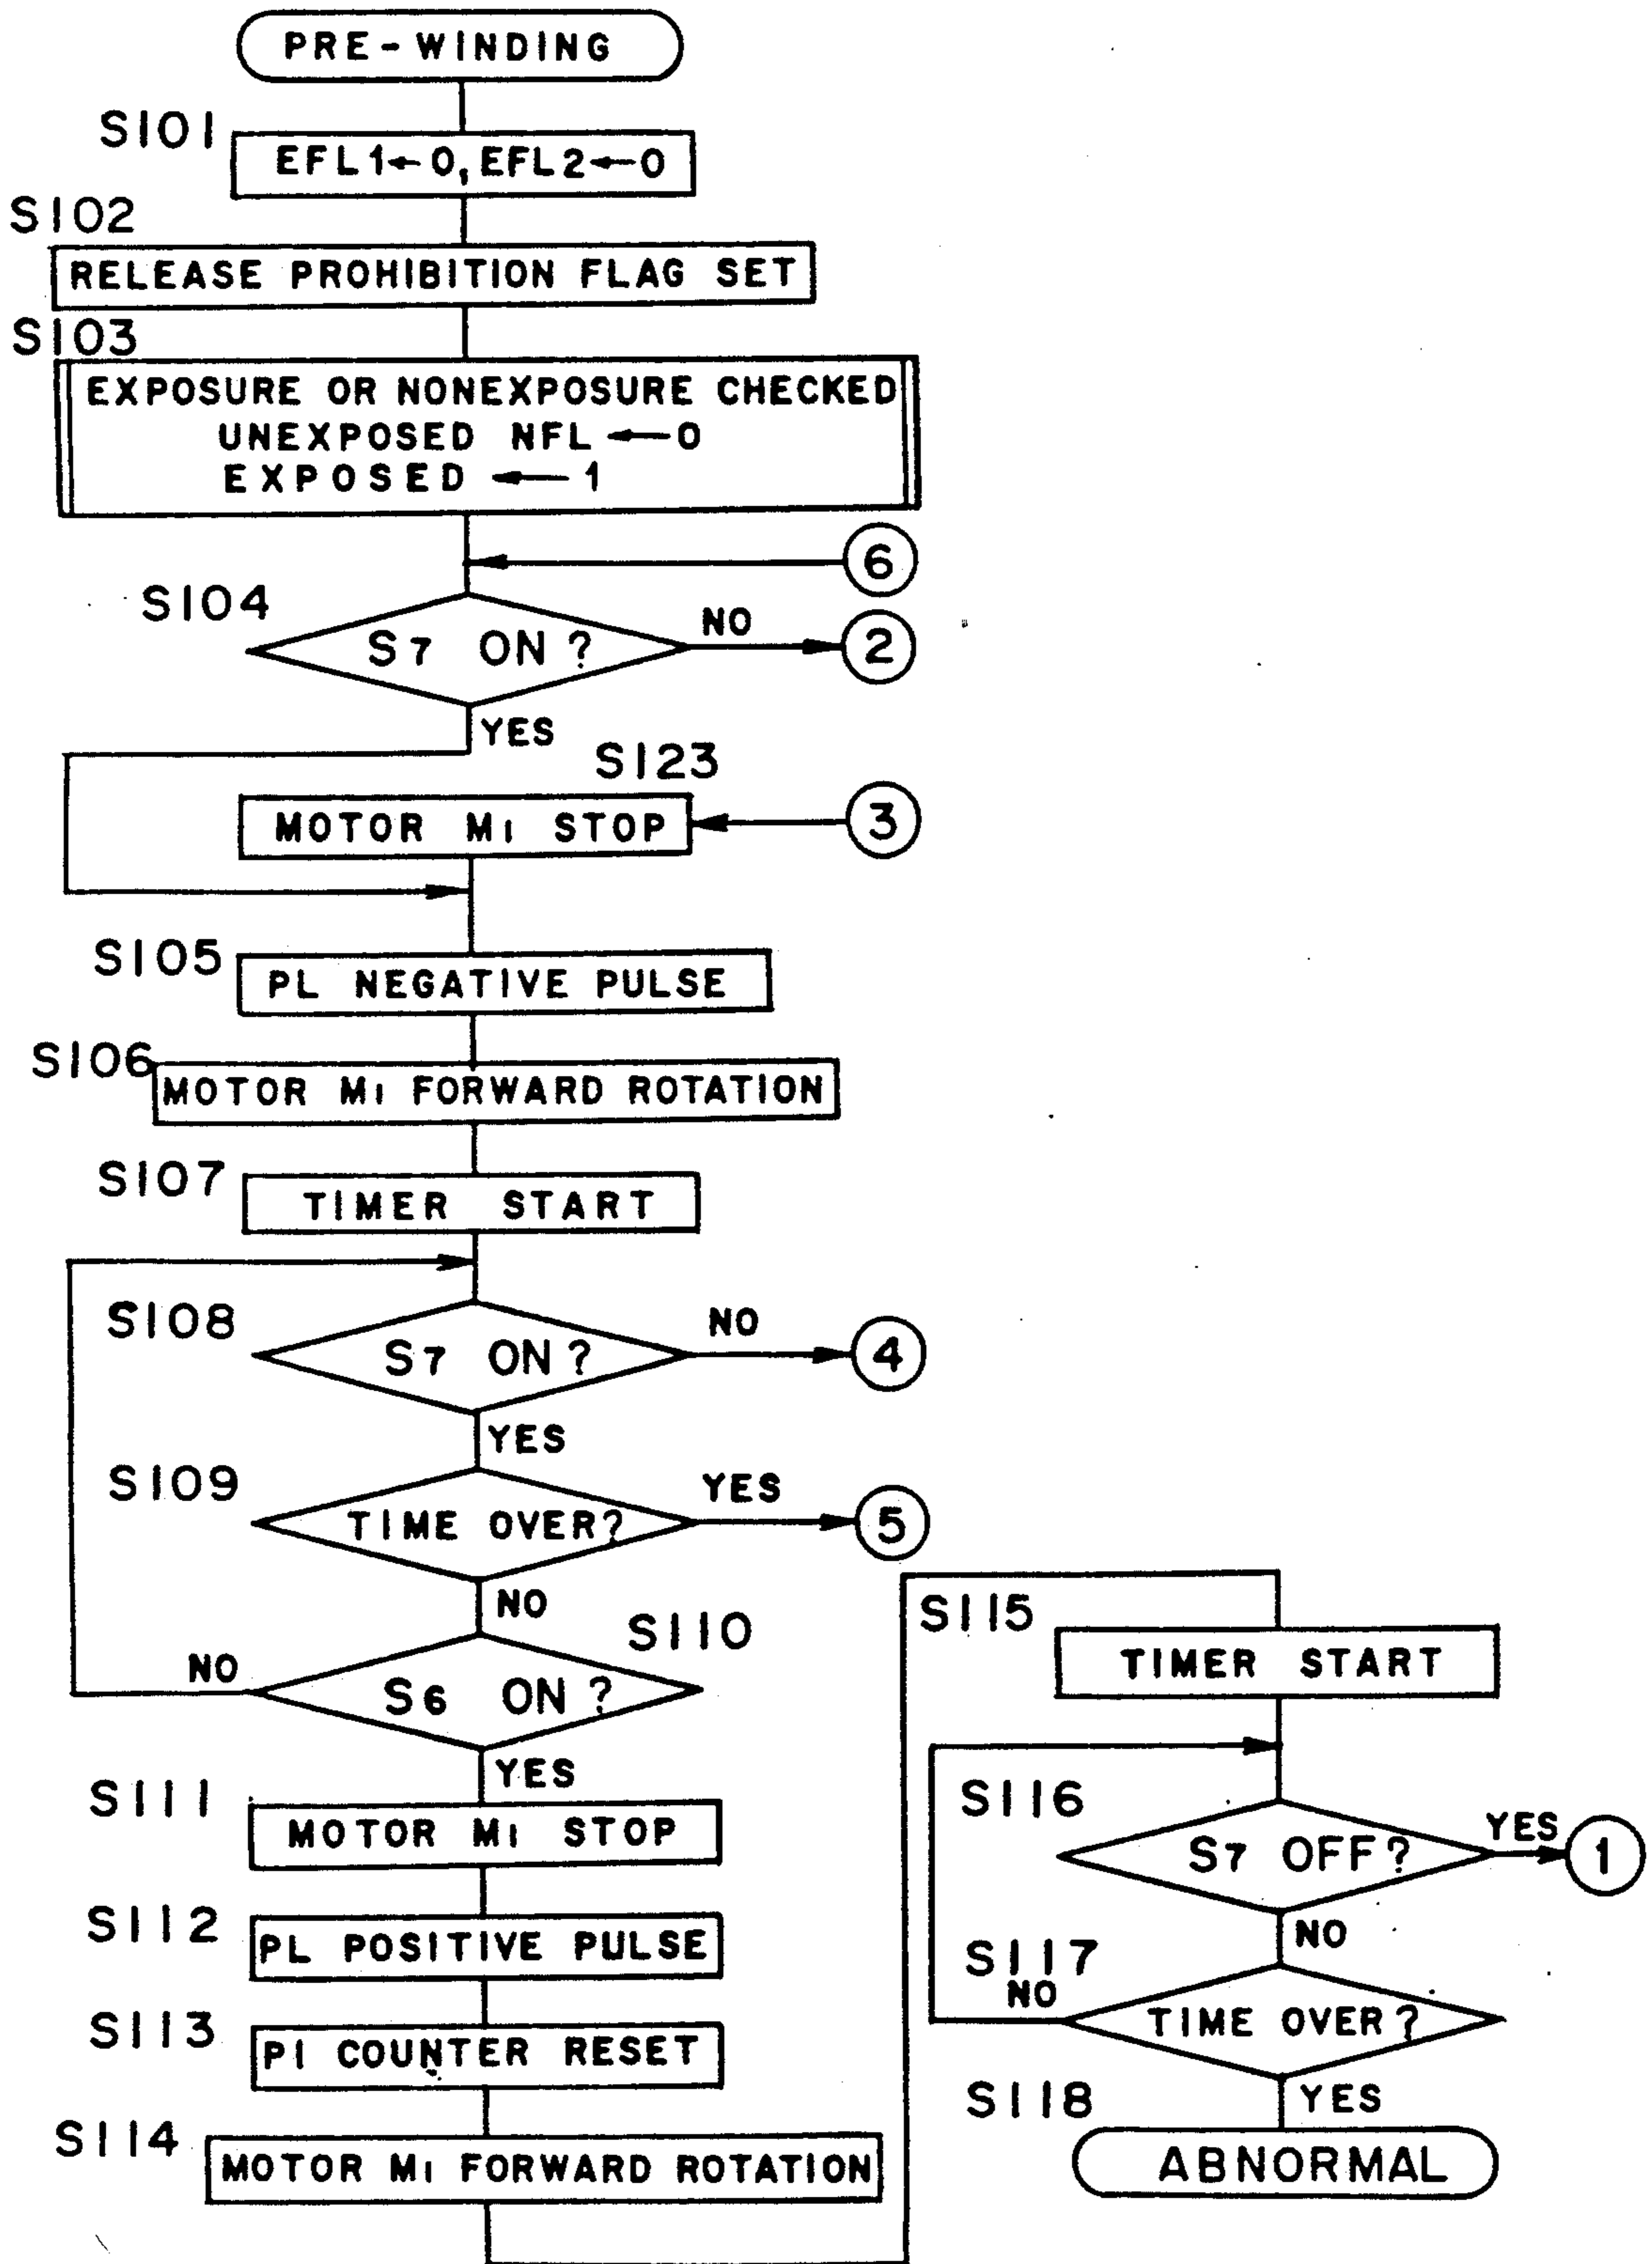 PRE-WINDING
S101
EFL1←0, EFL2←0
S102
RELEASE PROHIBITION FLAG SET
S103
EXPOSURE OR NONEXPOSURE CHECKED
UNEXPOSED NFL ←0
EXPOSED ← 1
6
S104
S7 ON?
NO
2
YES
S123
MOTOR M1 STOP
3
S105
PL NEGATIVE PULSE
S106
MOTOR M1 FORWARD ROTATION
S107
TIMER START
S108
S7 ON?
NO
4
YES
S109
TIME OVER?
YES
5
NO
S110
S6 ON?
NO
YES
S111
MOTOR M1 STOP
S112
PL POSITIVE PULSE
S113
PI COUNTER RESET
S114
MOTOR M1 FORWARD ROTATION
S115
TIMER START
S116
S7 OFF?
YES
1
NO
S117
NO
TIME OVER?
YES
S118
ABNORMAL